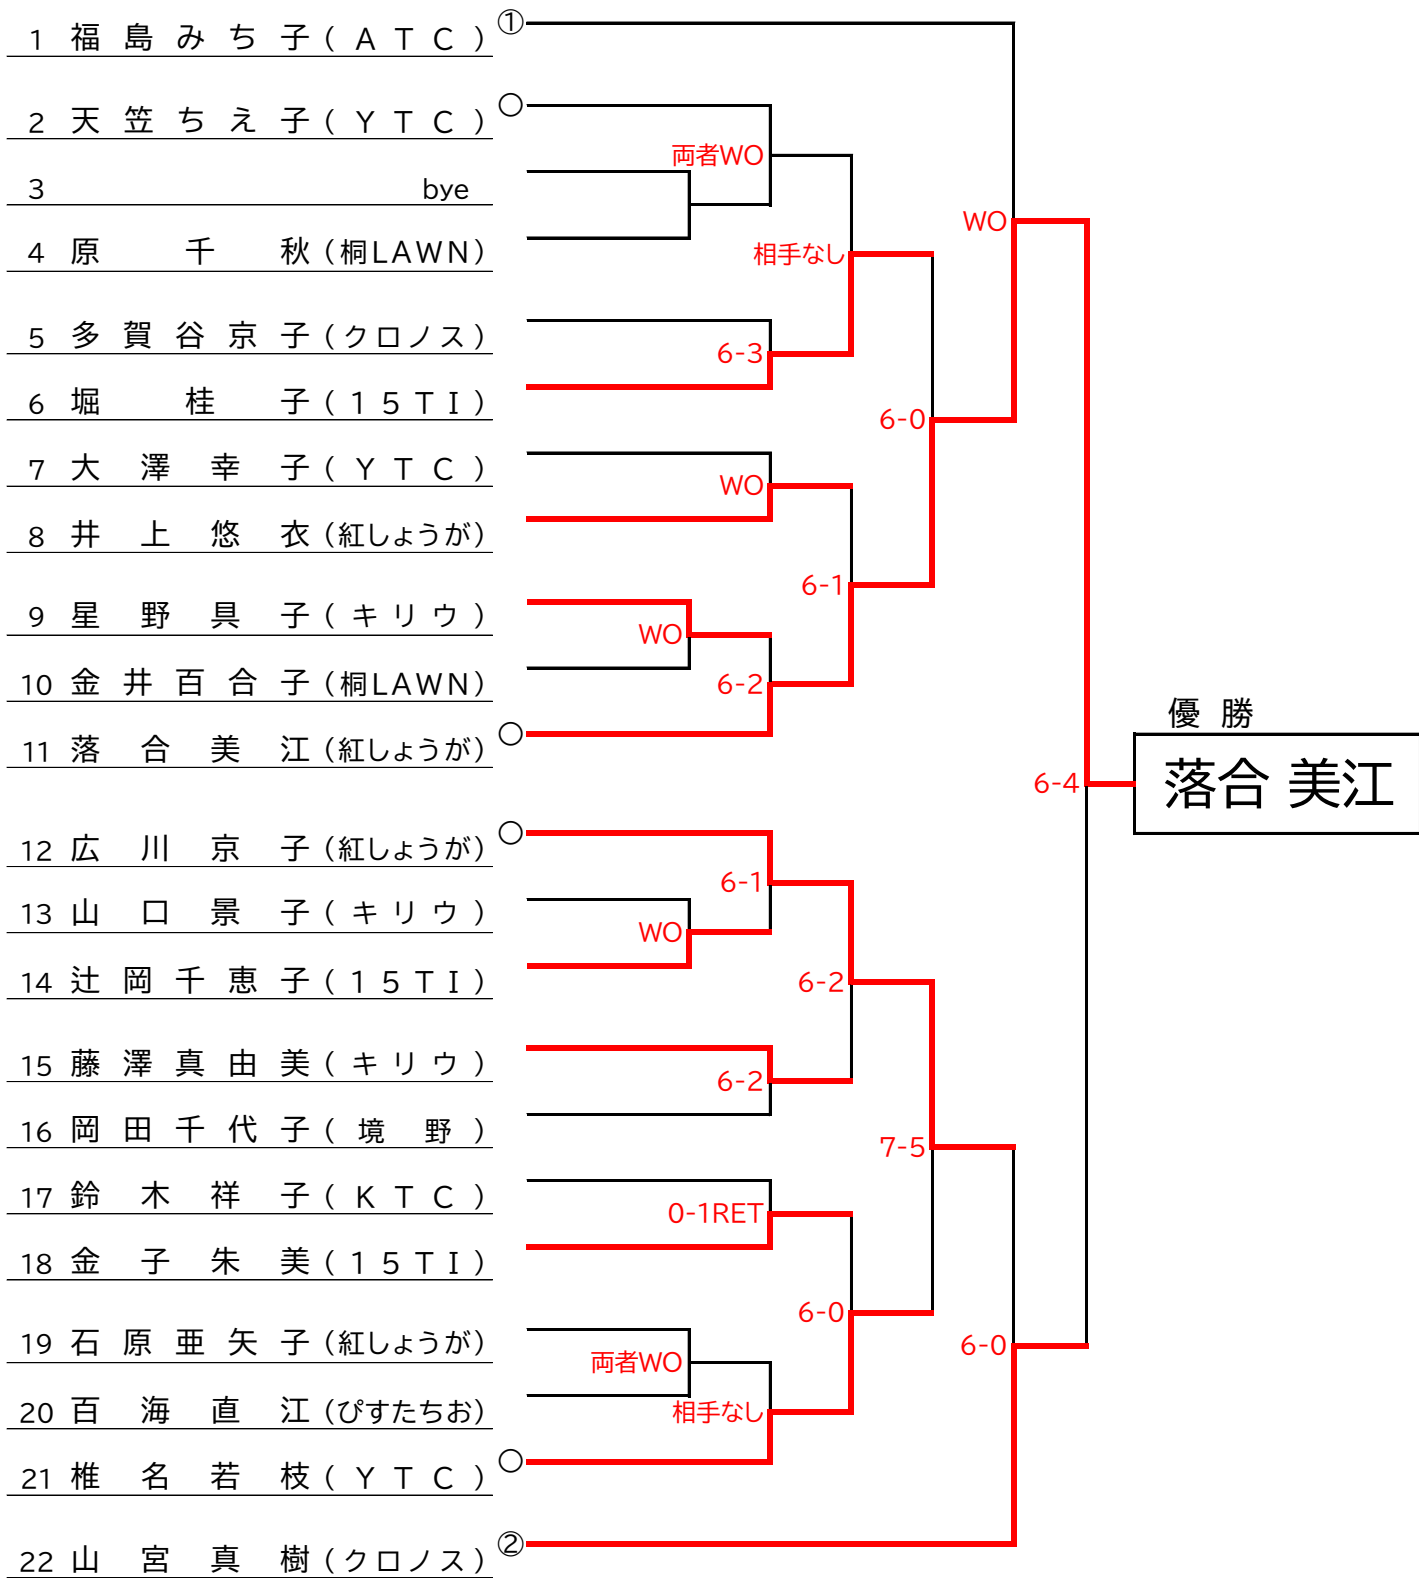 1 福島みち子(ATC) ①
2 天笠ちえ子(YTC) ○
両者WO
3 bye
WO
4 原千秋(桐LAWN)
相手なし
5 多賀谷京子(クロノス)
6-3
6 堀桂子(15TI)
6-0
7 大澤幸子(YTC)
WO
8 井上悠衣(紅しょうが)
6-1
9 星野具子(キリウ)
WO
10 金井百合子(桐LAWN)
6-2
11 落合美江(紅しょうが) ○
優勝
6-4
落合 美江
12 広川京子(紅しょうが) ○
6-1
13 山口景子(キリウ)
WO
14 辻岡千恵子(15TI)
6-2
15 藤澤真由美(キリウ)
6-2
16 岡田千代子(境野)
7-5
17 鈴木祥子(KTC)
0-1RET
18 金子朱美(15TI)
6-0
19 石原亜矢子(紅しょうが)
6-0
両者WO
20 百海直江(ぴすたちお)
相手なし
21 椎名若枝(YTC) ○
22 山宮真樹(クロノス) ②